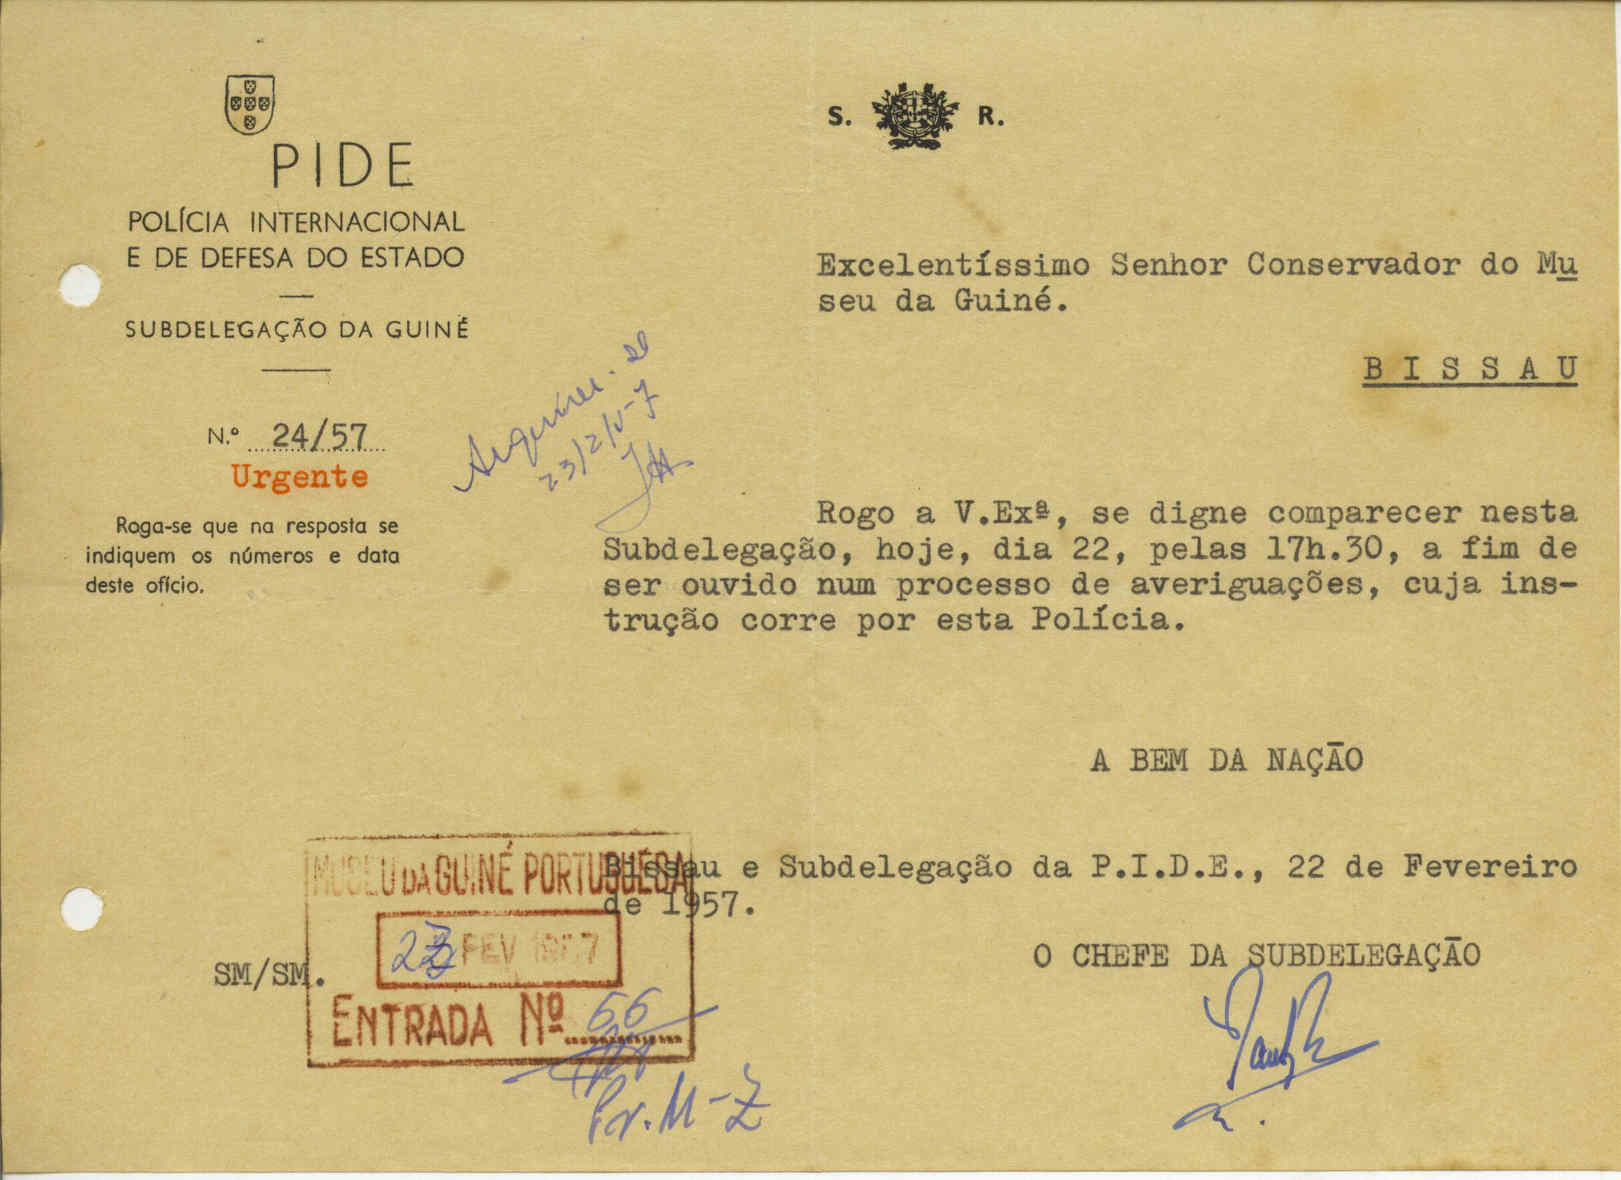 PIDE
POLÍCIA INTERNACIONAL
E DE DEFESA DO ESTADO
SUBDELEGAÇÃO DA GUINÉ
N.º 24/57
Urgente
Roga-se que na resposta se
indiquem os números e data
deste ofício.
S. R.
Excelentíssimo Senhor Conservador do Mu
seu da Guiné.
BISSAU
23/2/57
Rogo a V.Exª, se digne comparecer nesta
Subdelegação, hoje, dia 22, pelas 17h.30, a fim de
ser ouvido num processo de averiguações, cuja ins-
trução corre por esta Polícia.
A BEM DA NAÇÃO
Bissau e Subdelegação da P.I.D.E., 22 de Fevereiro
de 1957.
O CHEFE DA SUBDELEGAÇÃO
SM/SM.
MUSEU DA GUINÉ PORTUGUESA
FEV 1957
ENTRADA Nº 66
Pr. M-Z